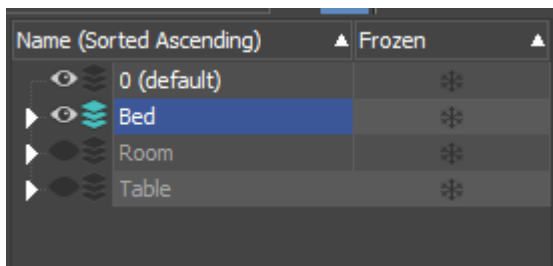 Name (Sorted Ascending) Frozen
0 (default)
Bed
Room
Table